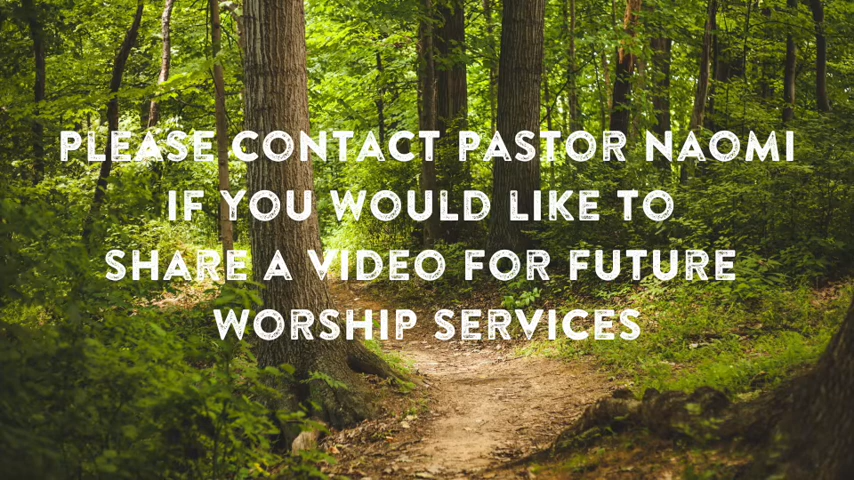 PLEASE CONTACT PASTOR NAOMI
IF YOU WOULD LIKE TO
SHARE A VIDEO FOR FUTURE
WORSHIP SERVICES